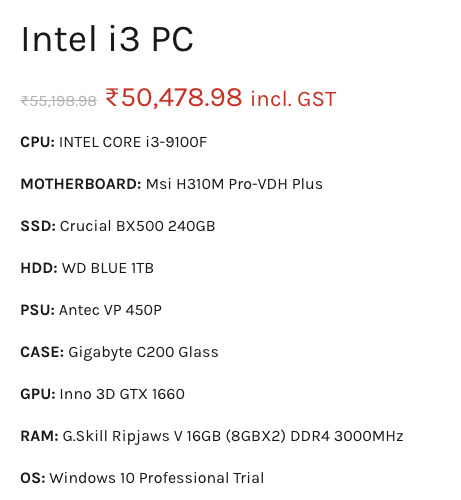 Intel i3 PC
₹55,198.98 ₹50,478.98 incl. GST
CPU: INTEL CORE i3-9100F
MOTHERBOARD: Msi H310M Pro-VDH Plus
SSD: Crucial BX500 240GB
HDD: WD BLUE 1TB
PSU: Antec VP 450P
CASE: Gigabyte C200 Glass
GPU: Inno 3D GTX 1660
RAM: G.Skill Ripjaws V 16GB (8GBX2) DDR4 3000MHz
OS: Windows 10 Professional Trial